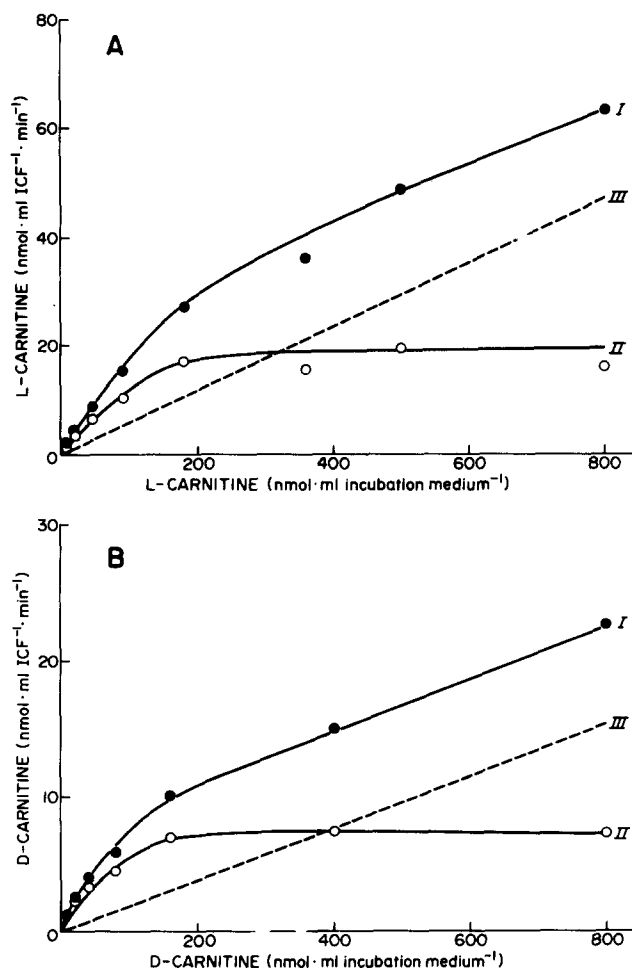 A
80
60
40
20
0
L-CARNITINE (nmol·ml ICF⁻¹·min⁻¹)
I
III
II
200 400 600 800
L-CARNITINE (nmol·ml incubation medium⁻¹)
B
30
20
10
0
D-CARNITINE (nmol·ml ICF⁻¹·min⁻¹)
I
III
II
200 400 600 800
D-CARNITINE (nmol·ml incubation medium⁻¹)